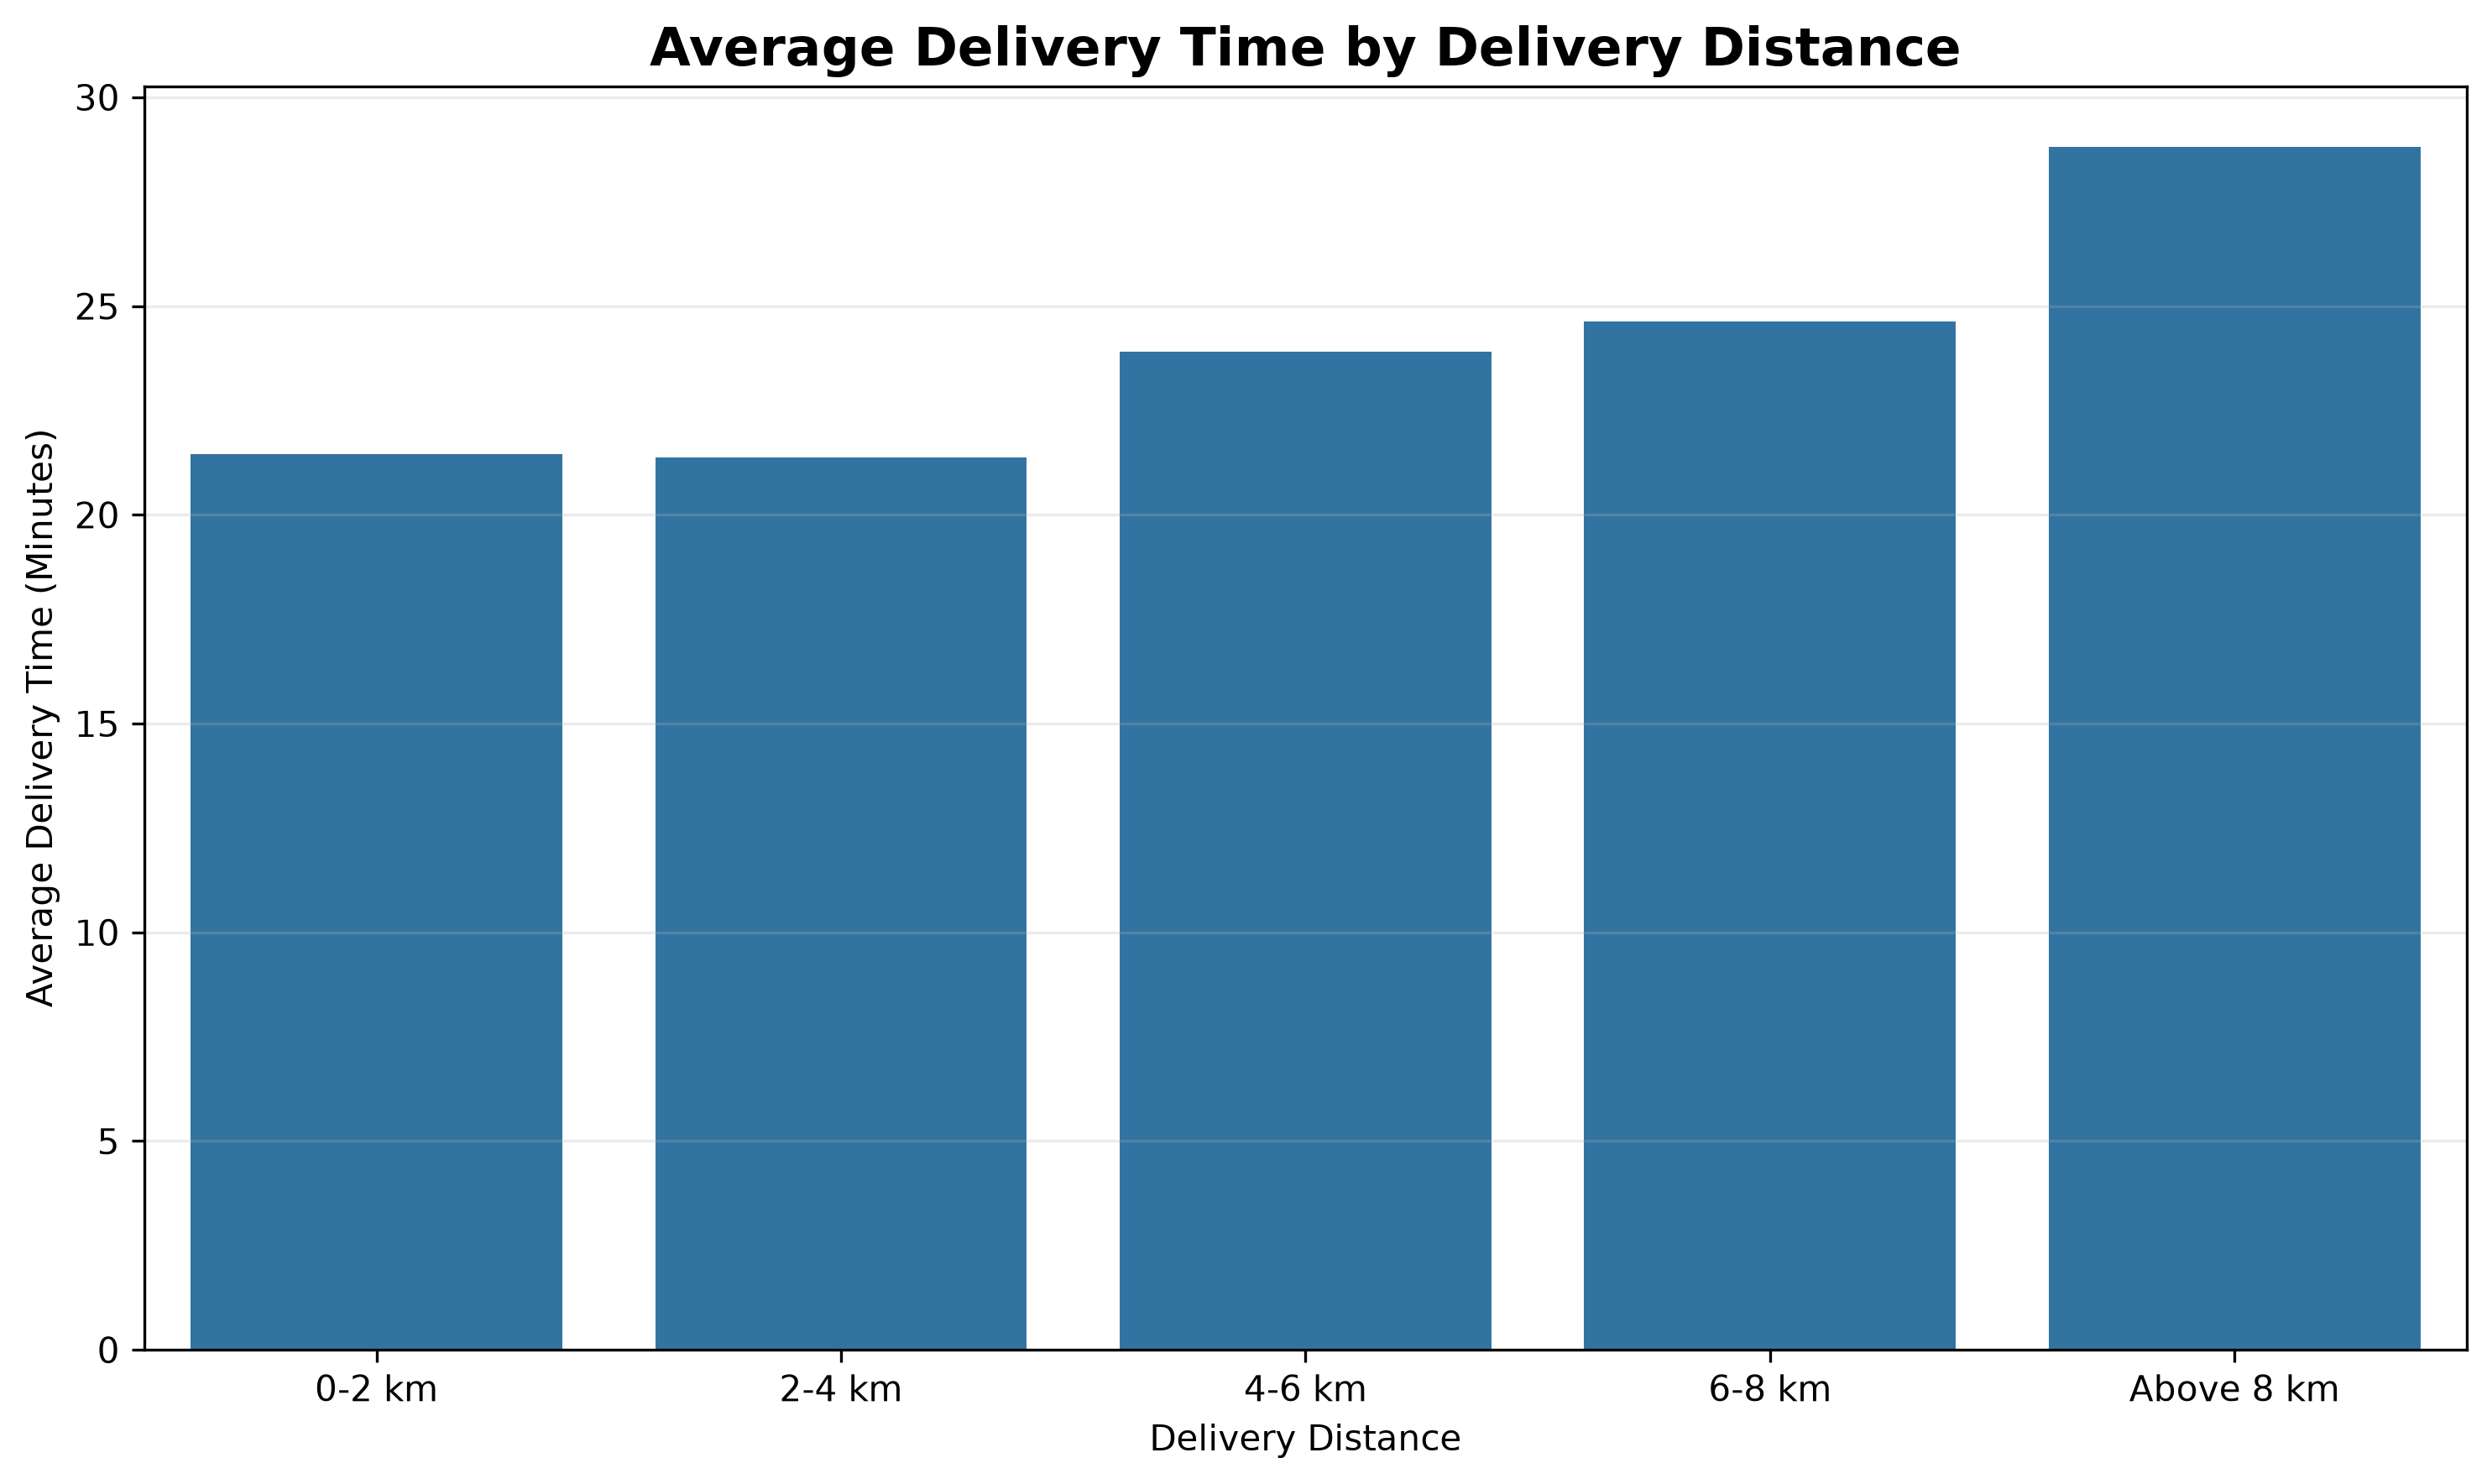 Average Delivery Time by Delivery Distance
30
25
20
15
10
5
0
Average Delivery Time (Minutes)
0-2 km
2-4 km
4-6 km
6-8 km
Above 8 km
Delivery Distance